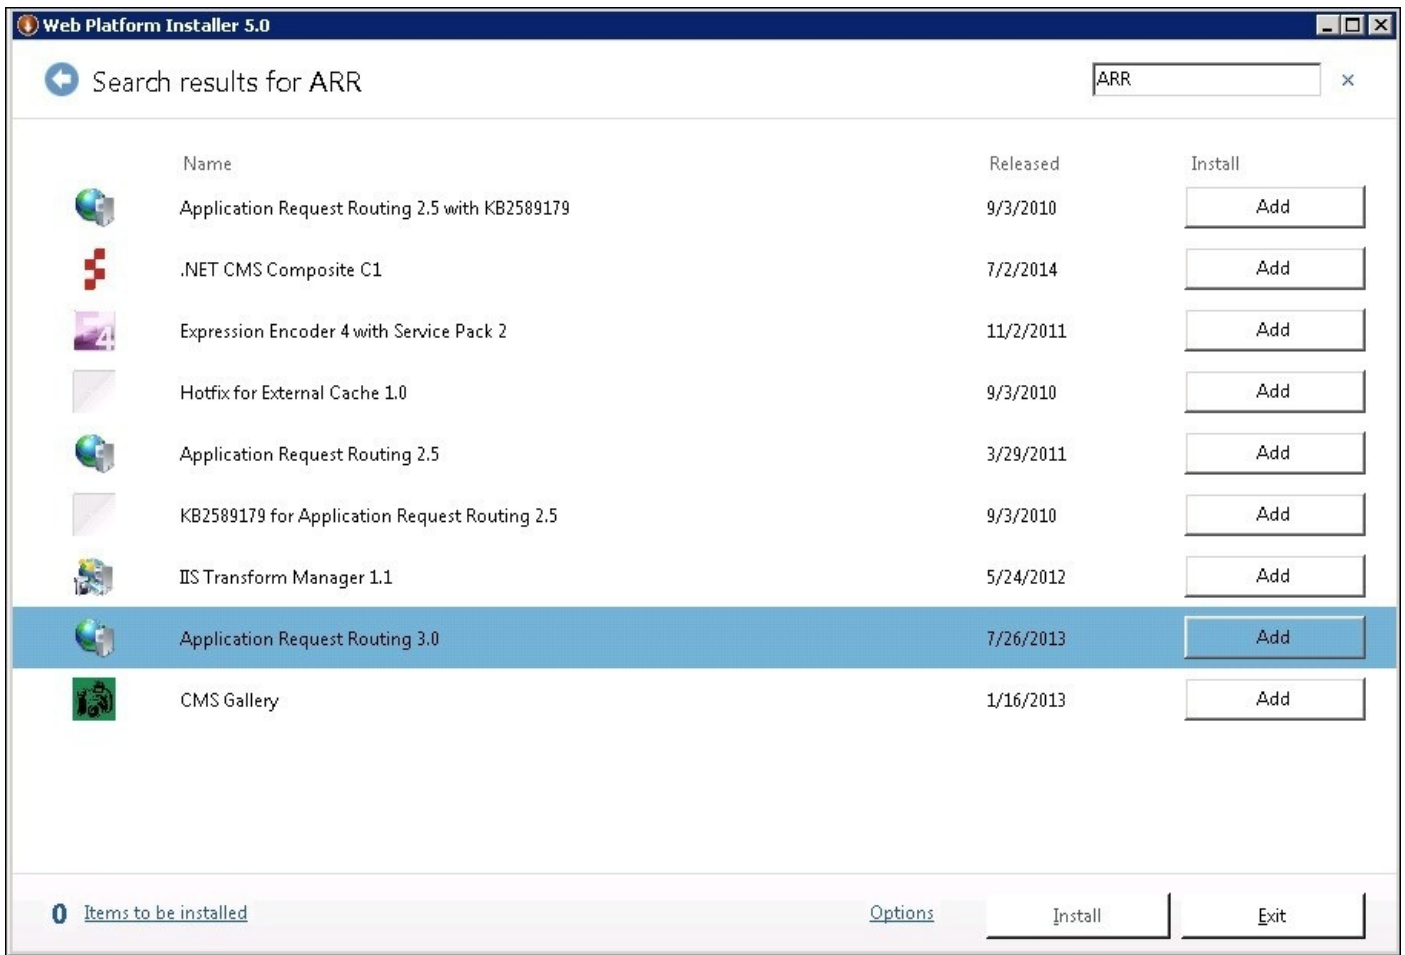 Web Platform Installer 5.0
Search results for ARR
ARR
Name Released Install
Application Request Routing 2.5 with KB2589179 9/3/2010 Add
.NET CMS Composite C1 7/2/2014 Add
4
Expression Encoder 4 with Service Pack 2 11/2/2011 Add
Hotfix for External Cache 1.0 9/3/2010 Add
Application Request Routing 2.5 3/29/2011 Add
KB2589179 for Application Request Routing 2.5 9/3/2010 Add
IIS Transform Manager 1.1 5/24/2012 Add
Application Request Routing 3.0 7/26/2013 Add
CMS Gallery 1/16/2013 Add
0 Items to be installed Options Install Exit